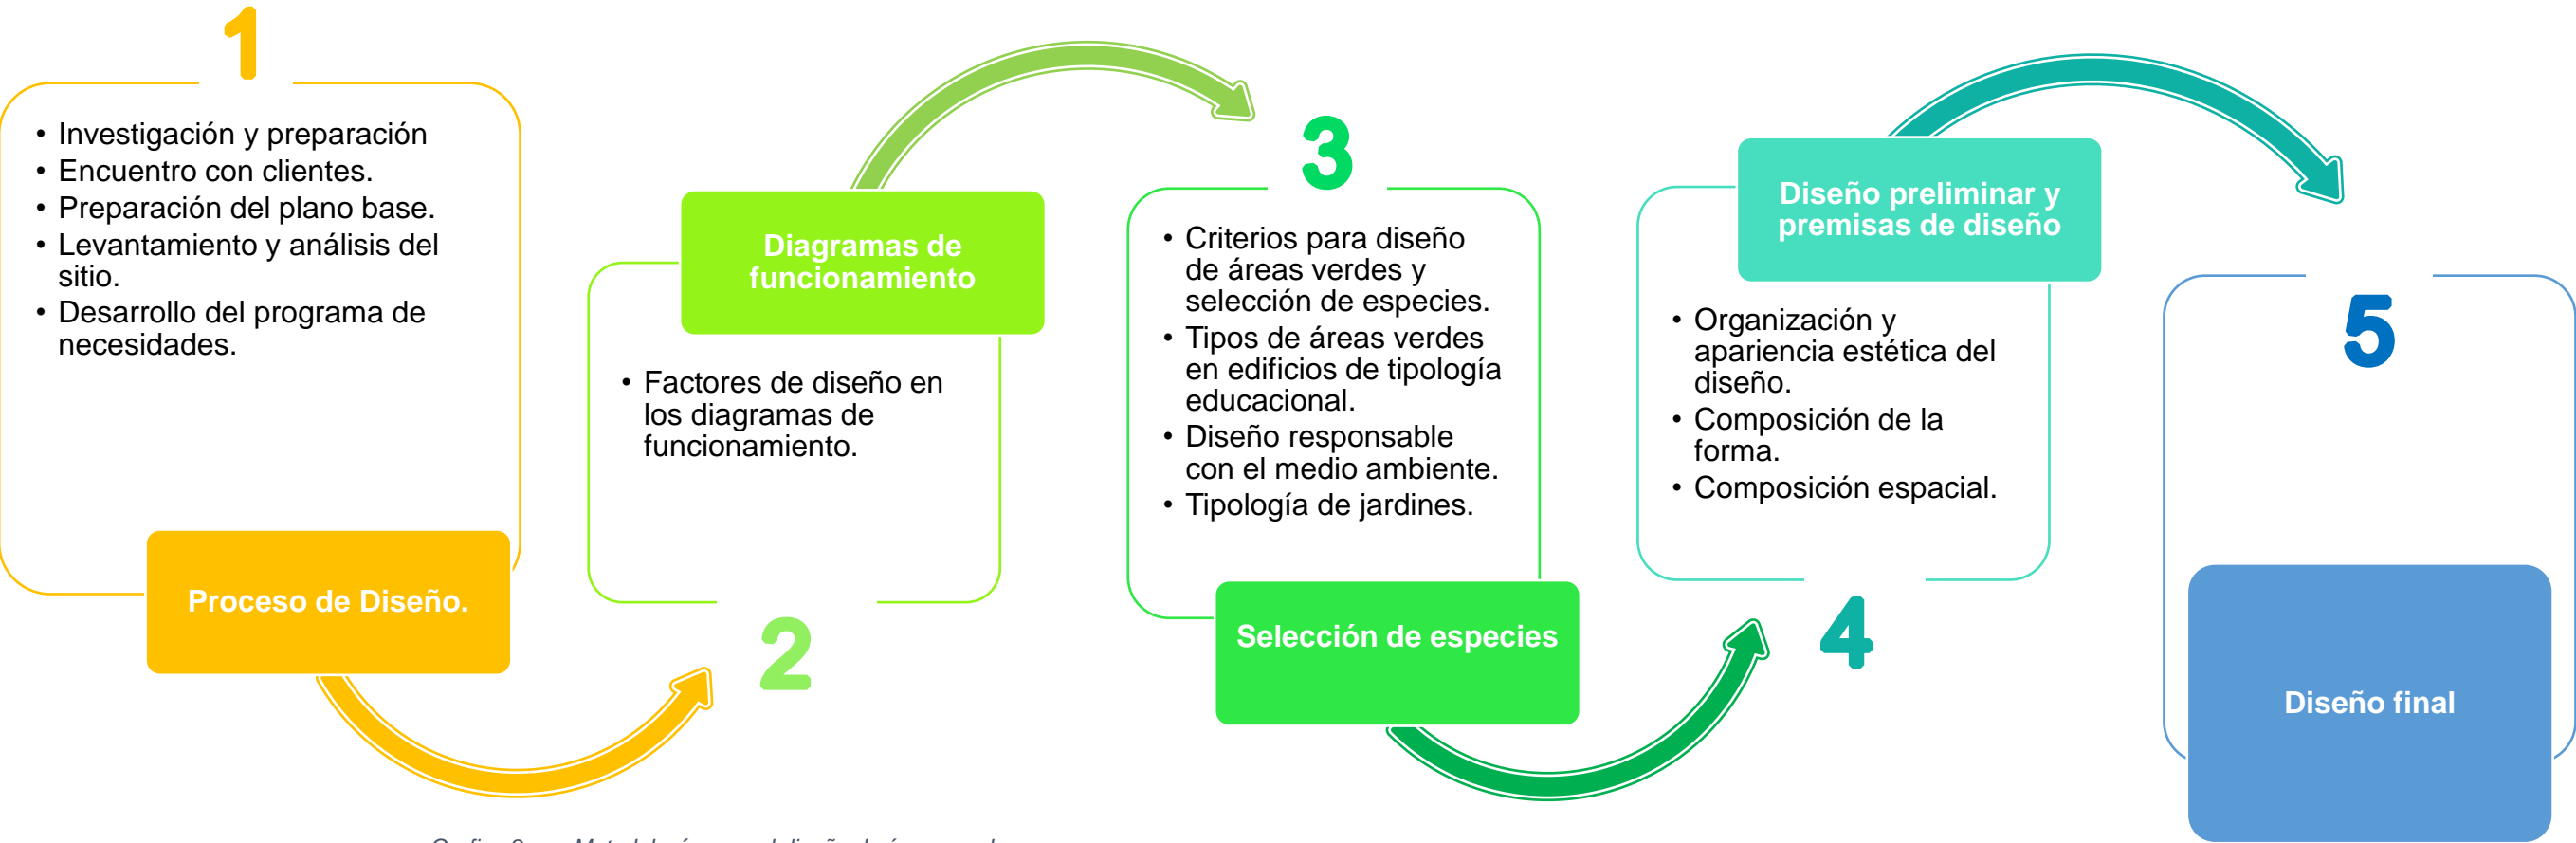 1
• Investigación y preparación
• Encuentro con clientes.
• Preparación del plano base.
• Levantamiento y análisis del
sitio.
• Desarrollo del programa de
necesidades.
Proceso de Diseño.
Diagramas de
funcionamiento
• Factores de diseño en
los diagramas de
funcionamiento.
2
3
• Criterios para diseño
de áreas verdes y
selección de especies.
• Tipos de áreas verdes
en edificios de tipología
educacional.
• Diseño responsable
con el medio ambiente.
• Tipología de jardines.
Selección de especies
Diseño preliminar y
premisas de diseño
• Organización y
apariencia estética del
diseño.
• Composición de la
forma.
• Composición espacial.
4
5
Diseño final